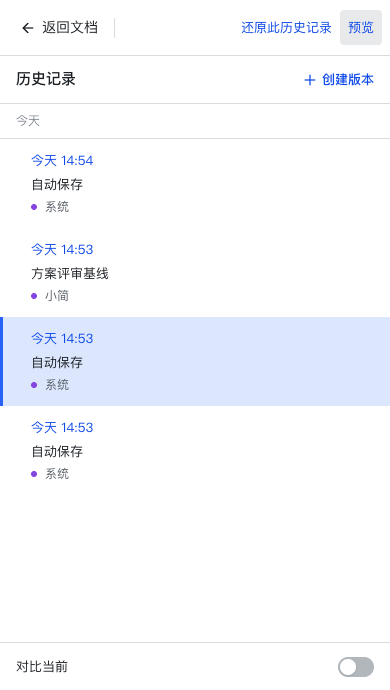 返回文档
还原此历史记录
预览
历史记录
创建版本
今天
今天 14:54
自动保存
系统
今天 14:53
方案评审基线
小简
今天 14:53
自动保存
系统
今天 14:53
自动保存
系统
对比当前